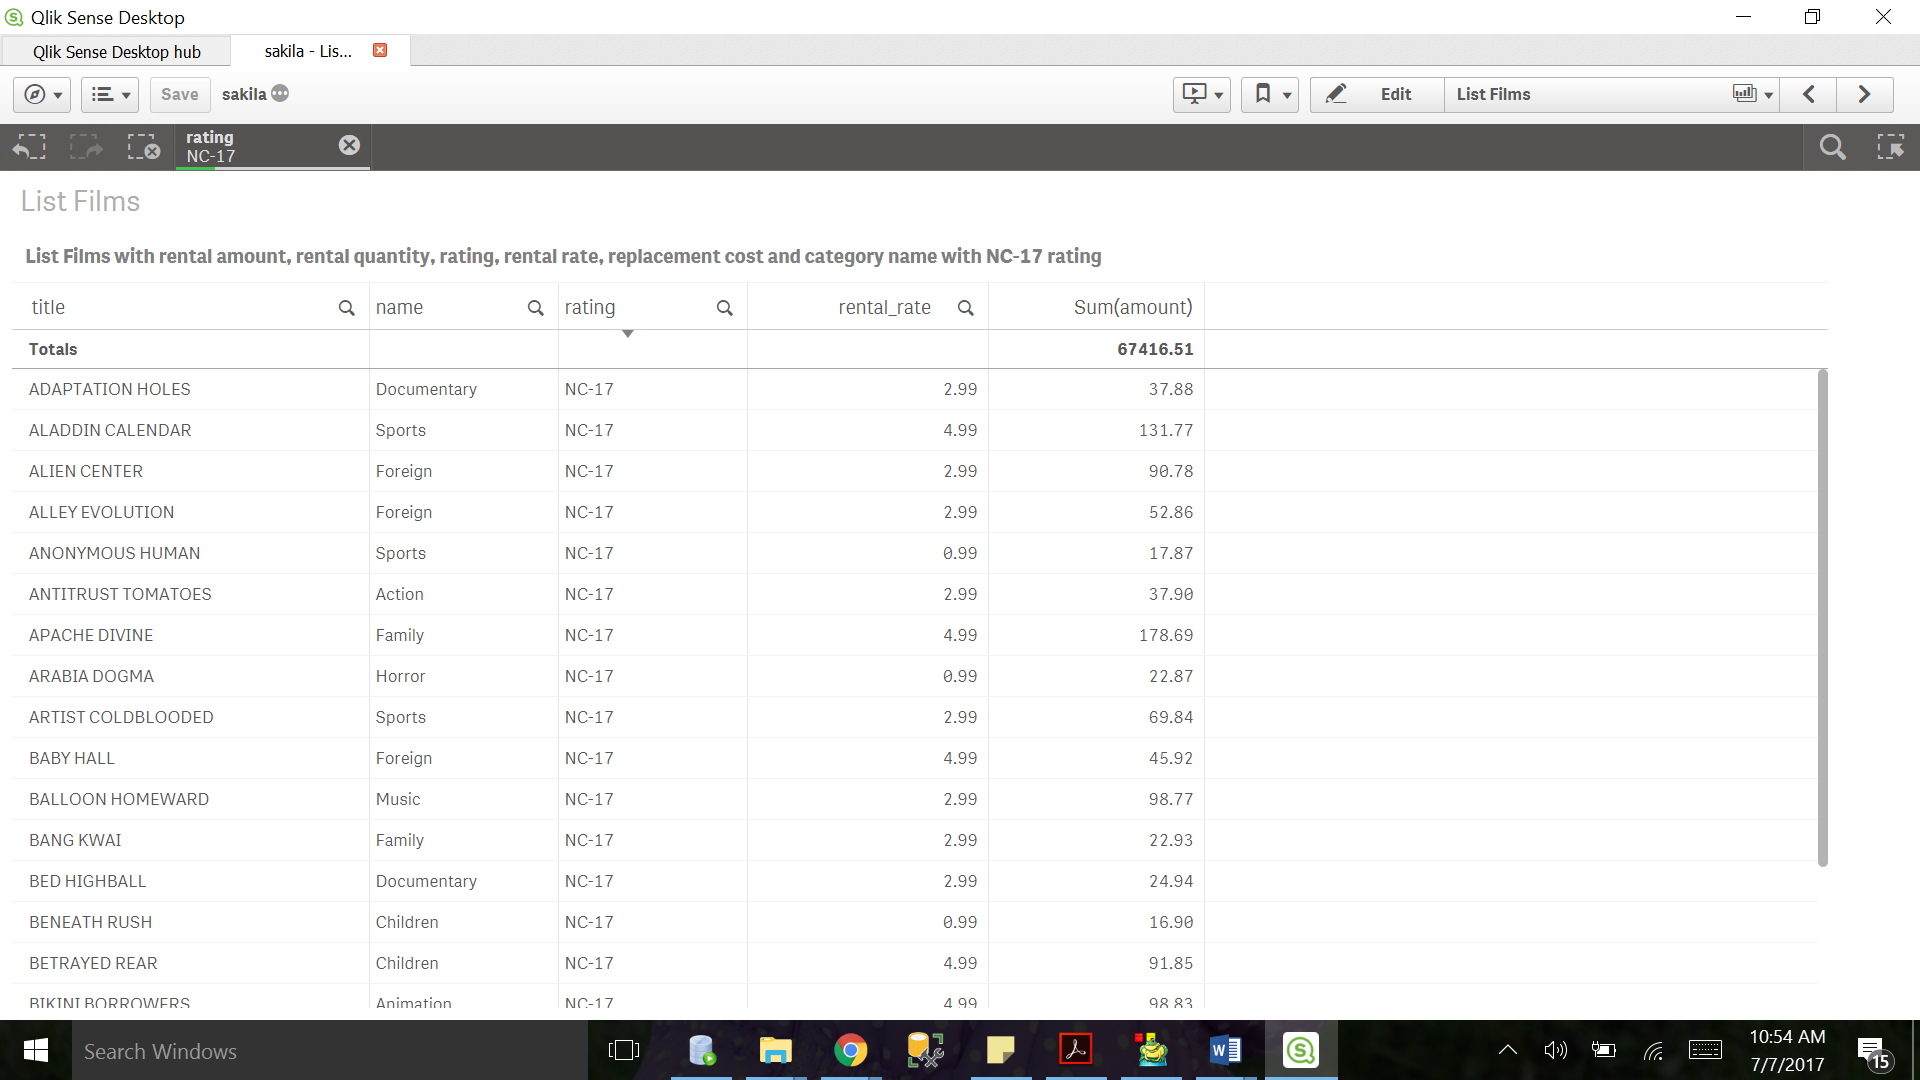 Qlik Sense Desktop
Qlik Sense Desktop hub sakila - Lis...
Save sakila Edit List Films
rating
NC-17
List Films
List Films with rental amount, rental quantity, rating, rental rate, replacement cost and category name with NC-17 rating
title name rating rental_rate Sum(amount)
Totals 67416.51
ADAPTATION HOLES Documentary NC-17 2.99 37.88
ALADDIN CALENDAR Sports NC-17 4.99 131.77
ALIEN CENTER Foreign NC-17 2.99 90.78
ALLEY EVOLUTION Foreign NC-17 2.99 52.86
ANONYMOUS HUMAN Sports NC-17 0.99 17.87
ANTITRUST TOMATOES Action NC-17 2.99 37.90
APACHE DIVINE Family NC-17 4.99 178.69
ARABIA DOGMA Horror NC-17 0.99 22.87
ARTIST COLDBLOODED Sports NC-17 2.99 69.84
BABY HALL Foreign NC-17 4.99 45.92
BALLOON HOMEWARD Music NC-17 2.99 98.77
BANG KWAI Family NC-17 2.99 22.93
BED HIGHBALL Documentary NC-17 2.99 24.94
BENEATH RUSH Children NC-17 0.99 16.90
BETRAYED REAR Children NC-17 4.99 91.85
BIKINI BORROWERS Animation NC-17 4.99 98.83
Search Windows
10:54 AM
7/7/2017
15